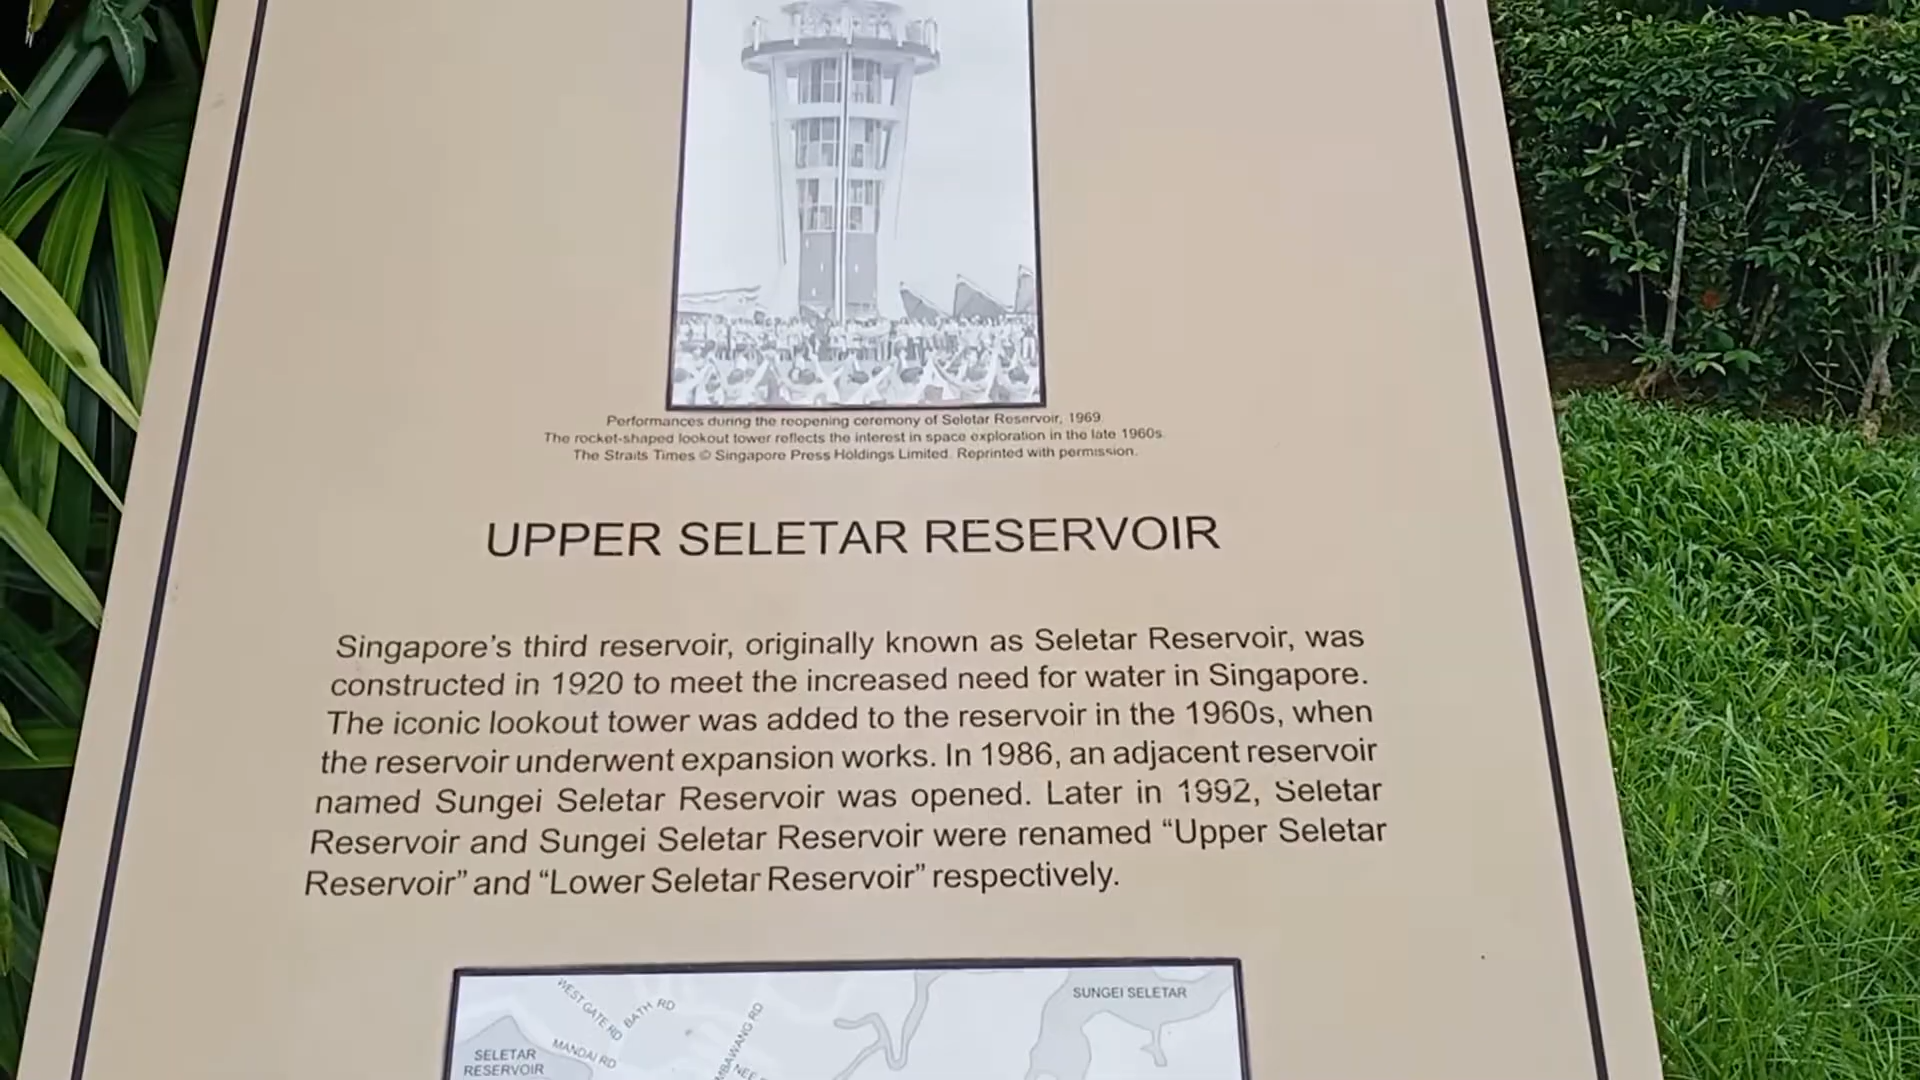 Performances during the reopening ceremony of Seletar Reservoir, 1969.
The rocket-shaped lookout tower reflects the interest in space exploration in the late 1960s.
The Straits Times © Singapore Press Holdings Limited. Reprinted with permission.
UPPER SELETAR RESERVOIR
Singapore’s third reservoir, originally known as Seletar Reservoir, was
constructed in 1920 to meet the increased need for water in Singapore.
The iconic lookout tower was added to the reservoir in the 1960s, when
the reservoir underwent expansion works. In 1986, an adjacent reservoir
named Sungei Seletar Reservoir was opened. Later in 1992, Seletar
Reservoir and Sungei Seletar Reservoir were renamed “Upper Seletar
Reservoir” and “Lower Seletar Reservoir” respectively.
WEST GATE RD
BATH RD
SUNGEI SELETAR
MANDAI RD
SELETAR
RESERVOIR